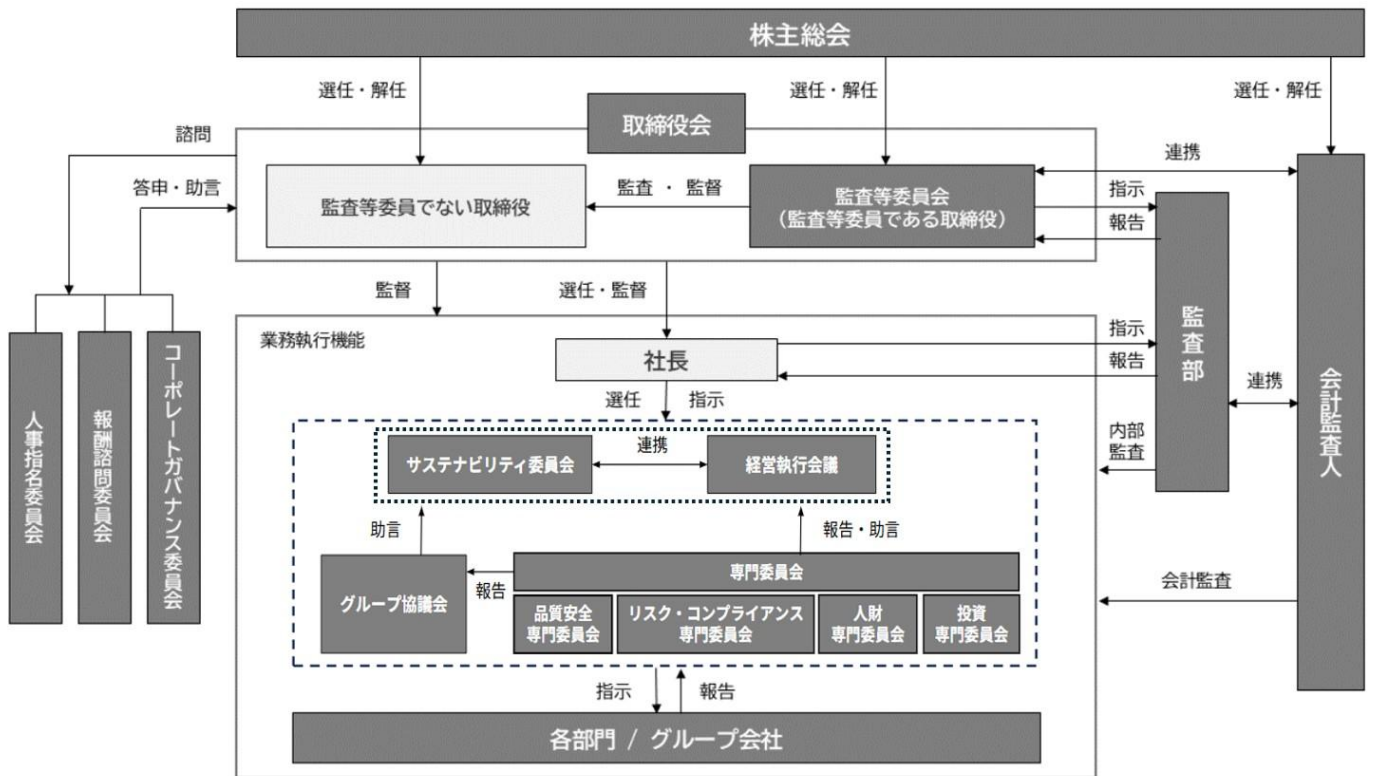 株主総会
選任・解任
選任・解任
選任・解任
取締役会
諮問
答申・助言
監査等委員でない取締役
監査 ・ 監督
監査等委員会
（監査等委員である取締役）
連携
指示
報告
監督
選任・監督
業務執行機能
社長
指示
報告
監査部
連携
会計監査人
人事指名委員会
報酬諮問委員会
コーポレートガバナンス委員会
選任
指示
内部
監査
サステナビリティ委員会
連携
経営執行会議
助言
報告・助言
グループ協議会
報告
専門委員会
品質安全
専門委員会
リスク・コンプライアンス
専門委員会
人財
専門委員会
投資
専門委員会
会計監査
指示
報告
各部門 / グループ会社